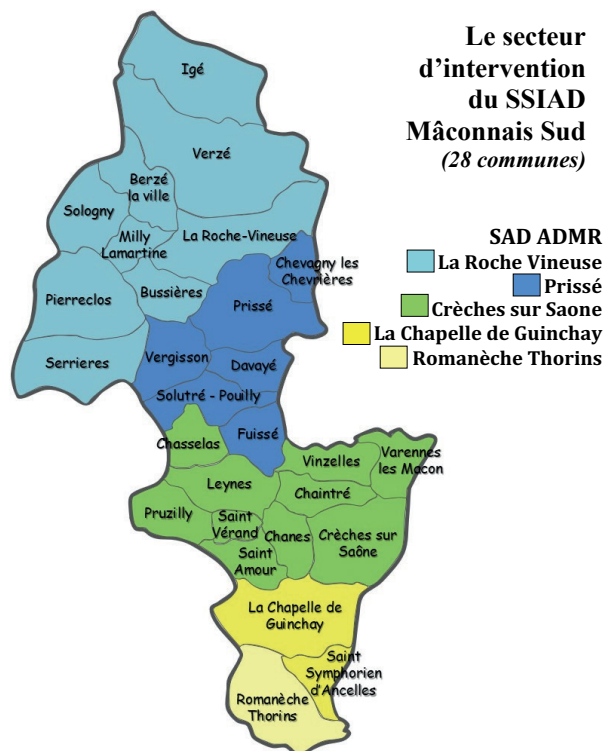 Le secteur
d'intervention
du SSIAD
Mâconnais Sud
(28 communes)
SAD ADMR
La Roche Vineuse
Prissé
Crèches sur Saone
La Chapelle de Guinchay
Romanèche Thorins
Igé
Verzé
Berzé
la ville
Sologny
Milly
Lamartine
La Roche-Vineuse
Chevagny les
Chevrières
Pierreclos
Bussières
Prissé
Serrieres
Vergisson
Davayé
Solutré - Pouilly
Fuissé
Chasselas
Vinzelles
Varennes
les Macon
Leynes
Chaintré
Pruzilly
Saint
Vérand
Chanes
Crèches sur
Saône
Saint
Amour
La Chapelle de
Guinchay
Saint
Symphorien
d'Ancelles
Romanèche
Thorins